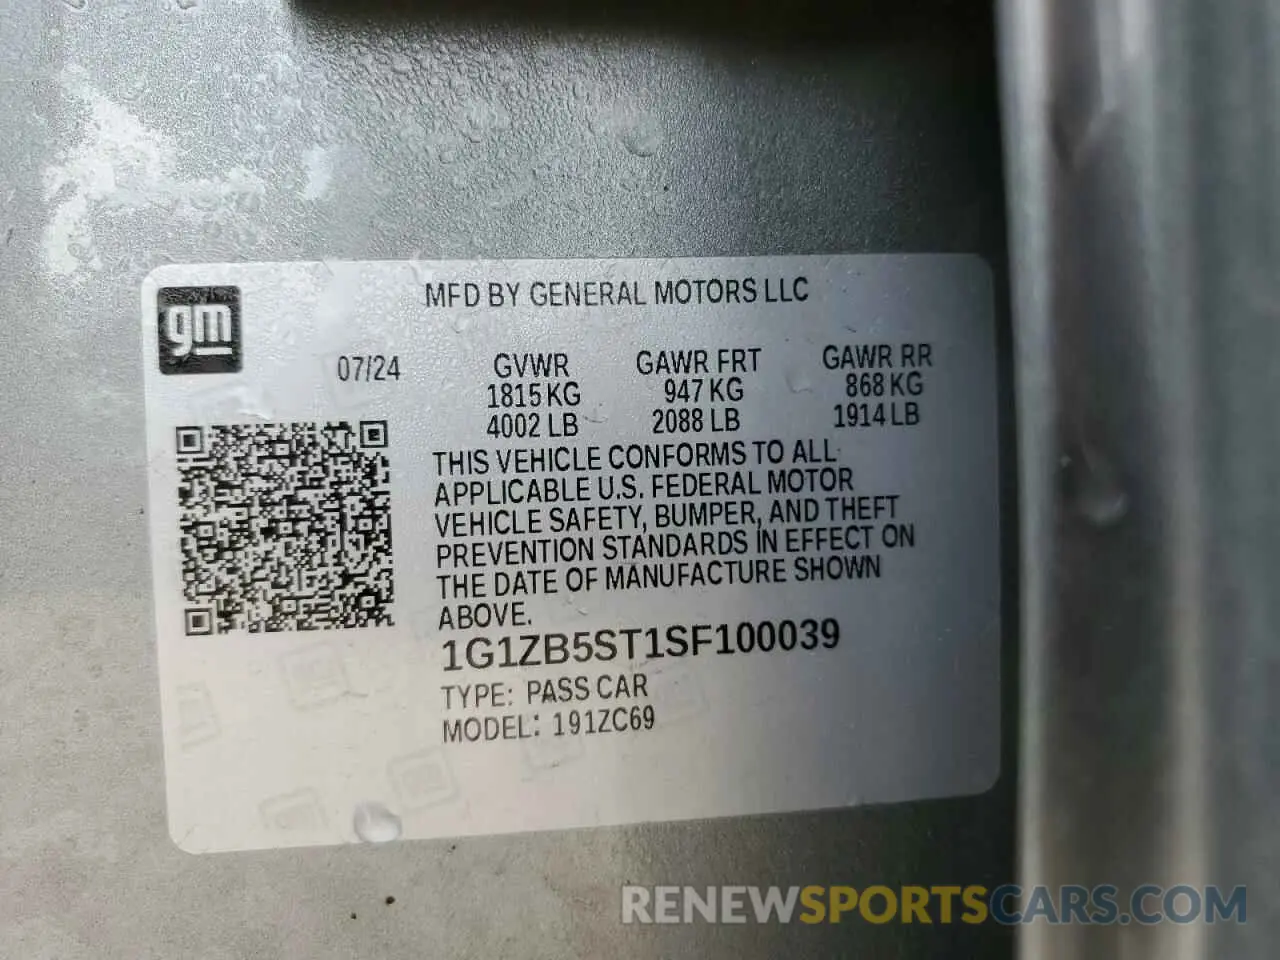 gm
MFD BY GENERAL MOTORS LLC
07/24 GVWR GAWR FRT GAWR RR
1815 KG 947 KG 868 KG
4002 LB 2088 LB 1914 LB
THIS VEHICLE CONFORMS TO ALL
APPLICABLE U.S. FEDERAL MOTOR
VEHICLE SAFETY, BUMPER, AND THEFT
PREVENTION STANDARDS IN EFFECT ON
THE DATE OF MANUFACTURE SHOWN
ABOVE.
1G1ZB5ST1SF100039
TYPE: PASS CAR
MODEL: 191ZC69
RENEWSPORTSCARS.COM